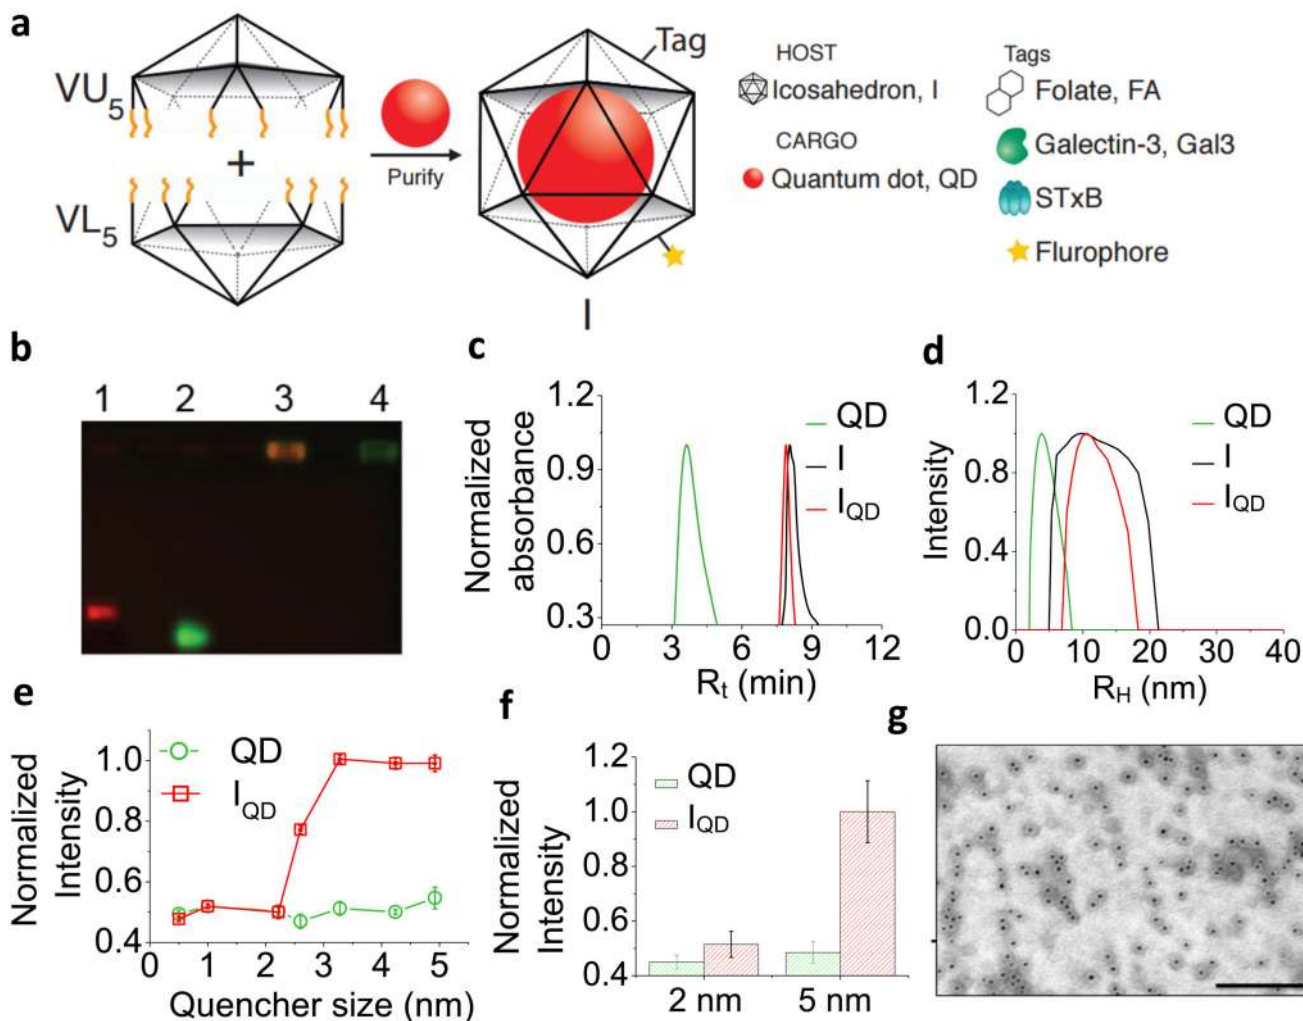 a
VU5
+
VL5
Purify
Tag
I
HOST
Icosahedron, I
CARGO
Quantum dot, QD
Tags
Folate, FA
Galectin-3, Gal3
STxB
Flurophore
b
1 2 3 4
c
Normalized
absorbance
1.2
0.9
0.6
0.3
0 3 6 9 12
Rt (min)
QD
I
IQD
d
Intensity
1.2
0.8
0.4
0.0
0 10 20 30 40
RH (nm)
QD
I
IQD
e
Normalized
Intensity
1.0
0.8
0.6
0.4
0 1 2 3 4 5
Quencher size (nm)
QD
IQD
f
Normalized
Intensity
1.2
1.0
0.8
0.6
0.4
2 nm 5 nm
QD
IQD
g